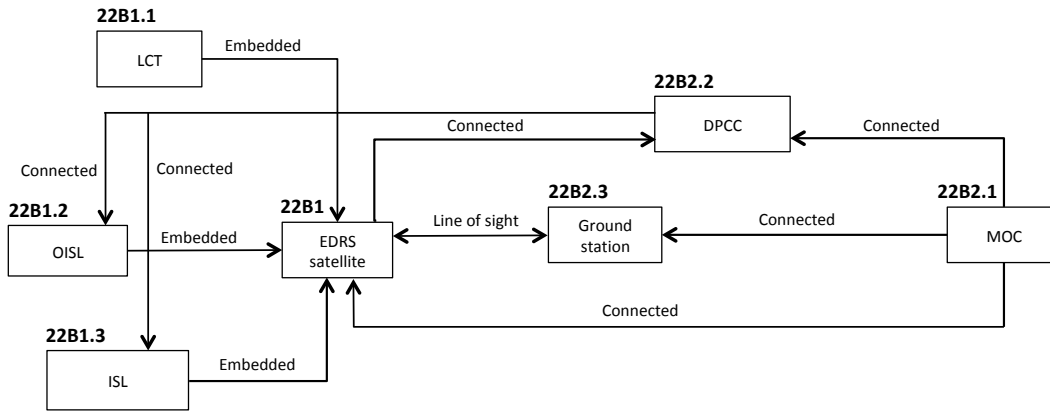 22B1.1
LCT
Embedded
22B2.2
DPCC
Connected
Connected
Connected
Connected
22B1.2
OISL
Embedded
22B1
EDRS
satellite
Line of sight
22B2.3
Ground
station
Connected
22B2.1
MOC
Connected
22B1.3
ISL
Embedded